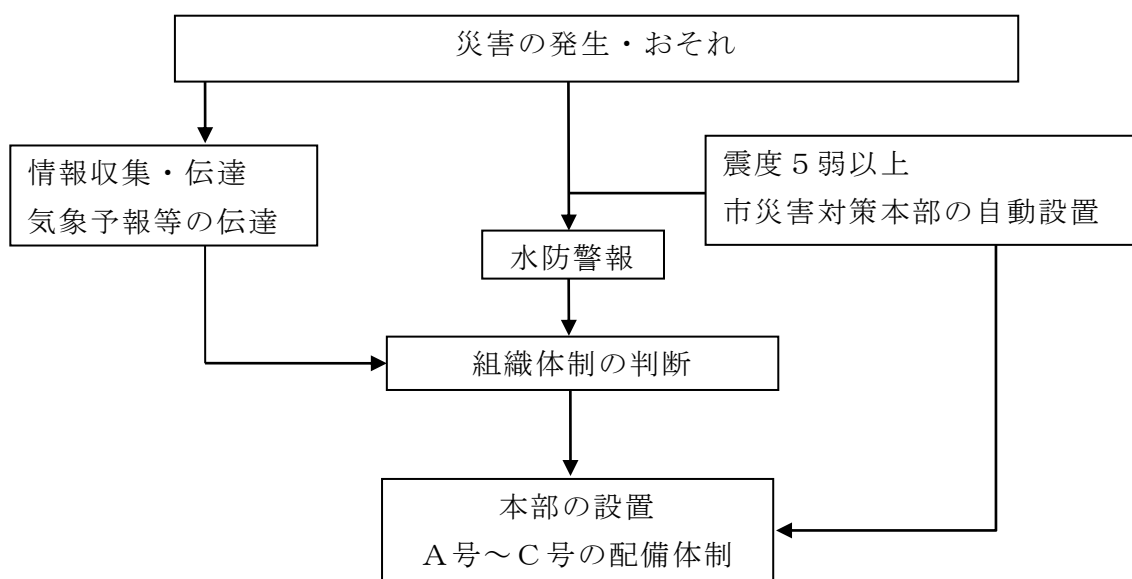 災害の発生・おそれ
情報収集・伝達
気象予報等の伝達
震度５弱以上
市災害対策本部の自動設置
水防警報
組織体制の判断
本部の設置
Ａ号～Ｃ号の配備体制